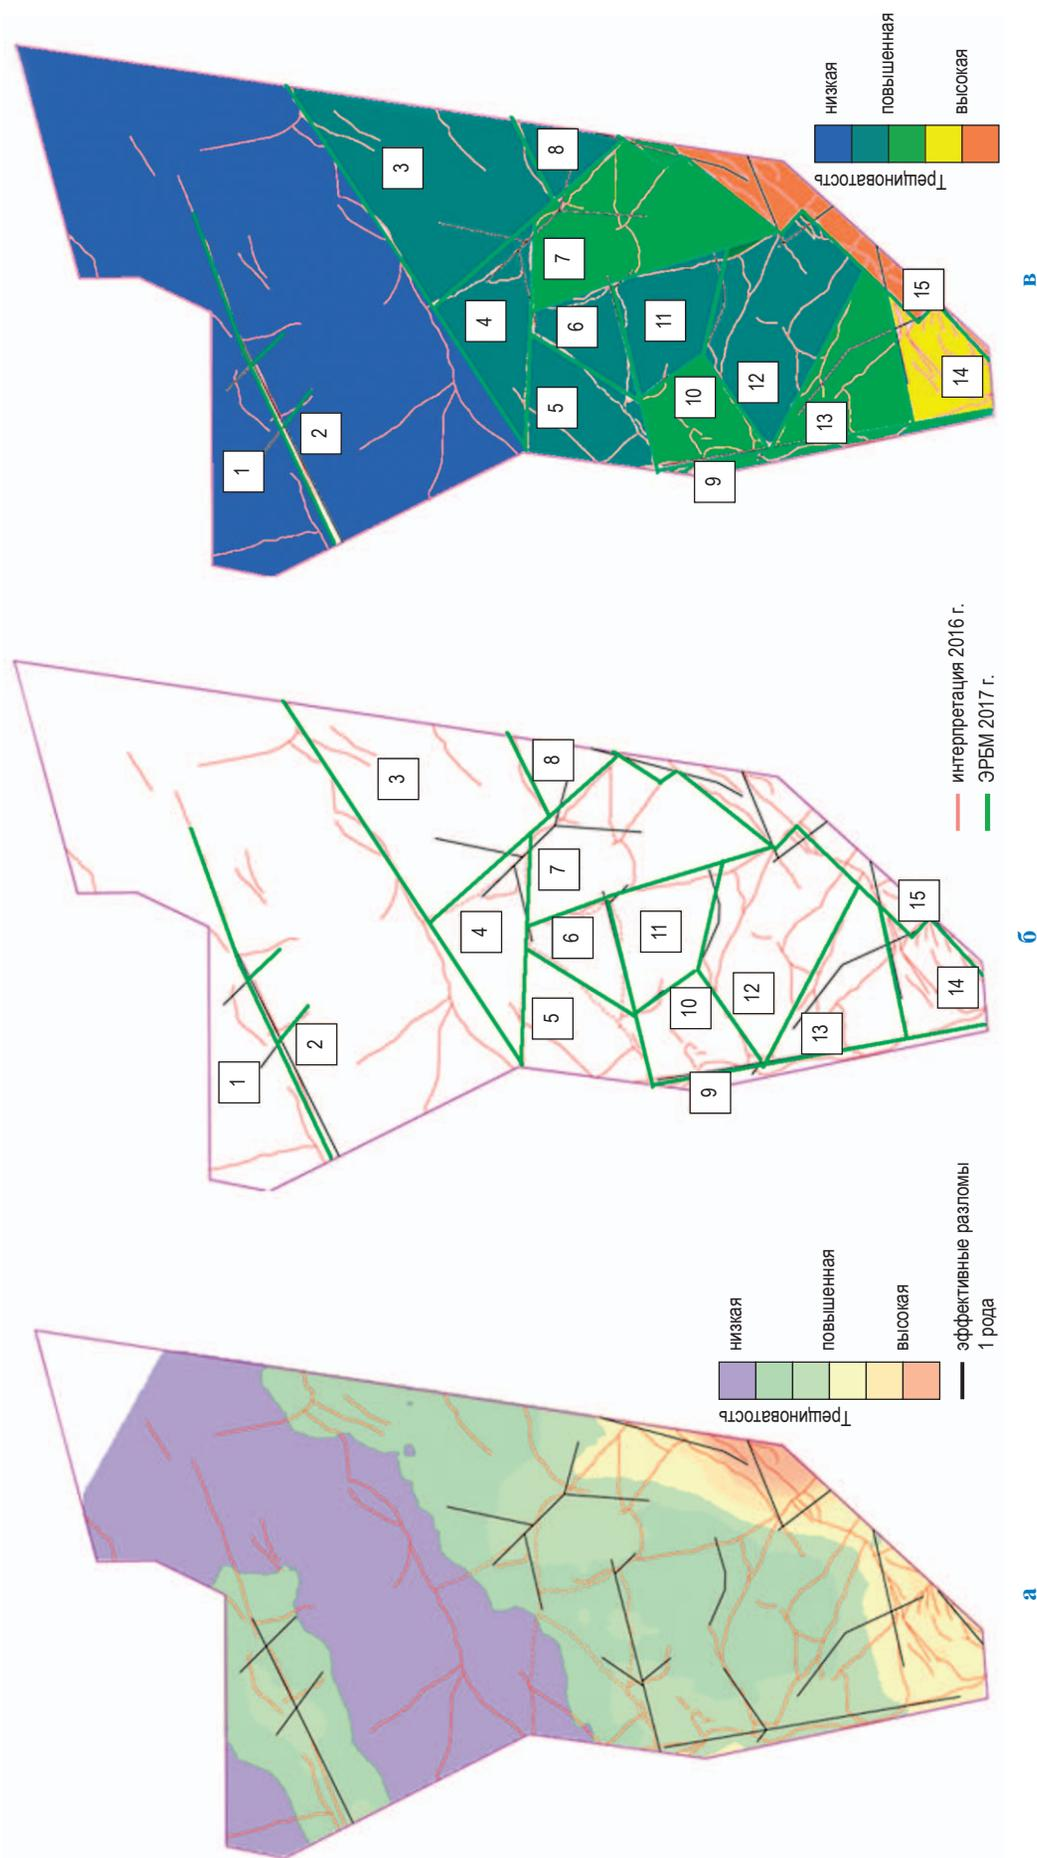 низкая
повышенная
высокая
Трещиноватость
эффективные разломы
1 рода
а
1
2
3
4
5
6
7
8
9
10
11
12
13
14
15
интерпретация 2016 г.
ЭРБМ 2017 г.
б
1
2
3
4
5
6
7
8
9
10
11
12
13
14
15
низкая
повышенная
высокая
Трещиноватость
в